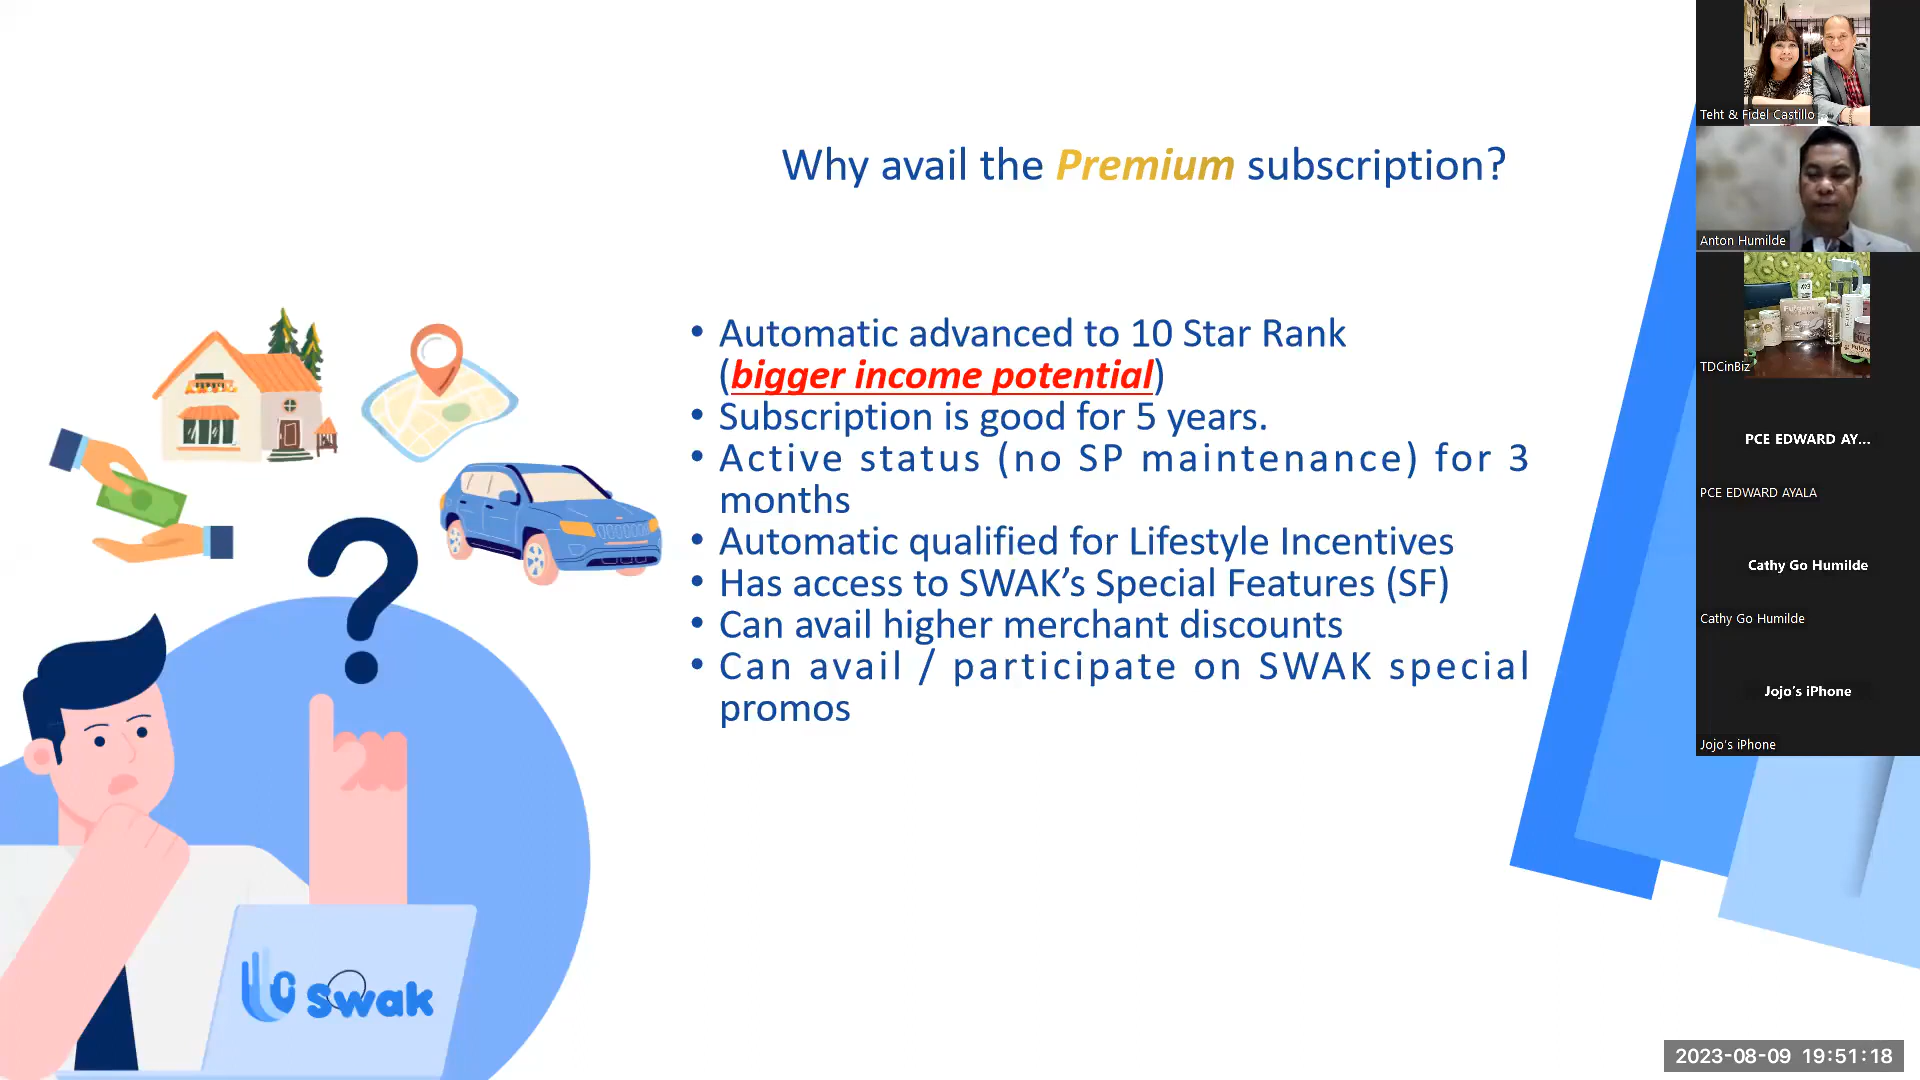 Why avail the Premium subscription?
• Automatic advanced to 10 Star Rank
(bigger income potential)
• Subscription is good for 5 years.
• Active status (no SP maintenance) for 3
months
• Automatic qualified for Lifestyle Incentives
• Has access to SWAK’s Special Features (SF)
• Can avail higher merchant discounts
• Can avail / participate on SWAK special
promos
swak
Teht & Fidel Castillo
Anton Humilde
TDCinBiz
PCE EDWARD AY...
PCE EDWARD AYALA
Cathy Go Humilde
Cathy Go Humilde
Jojo's iPhone
Jojo's iPhone
2023-08-09 19:51:18